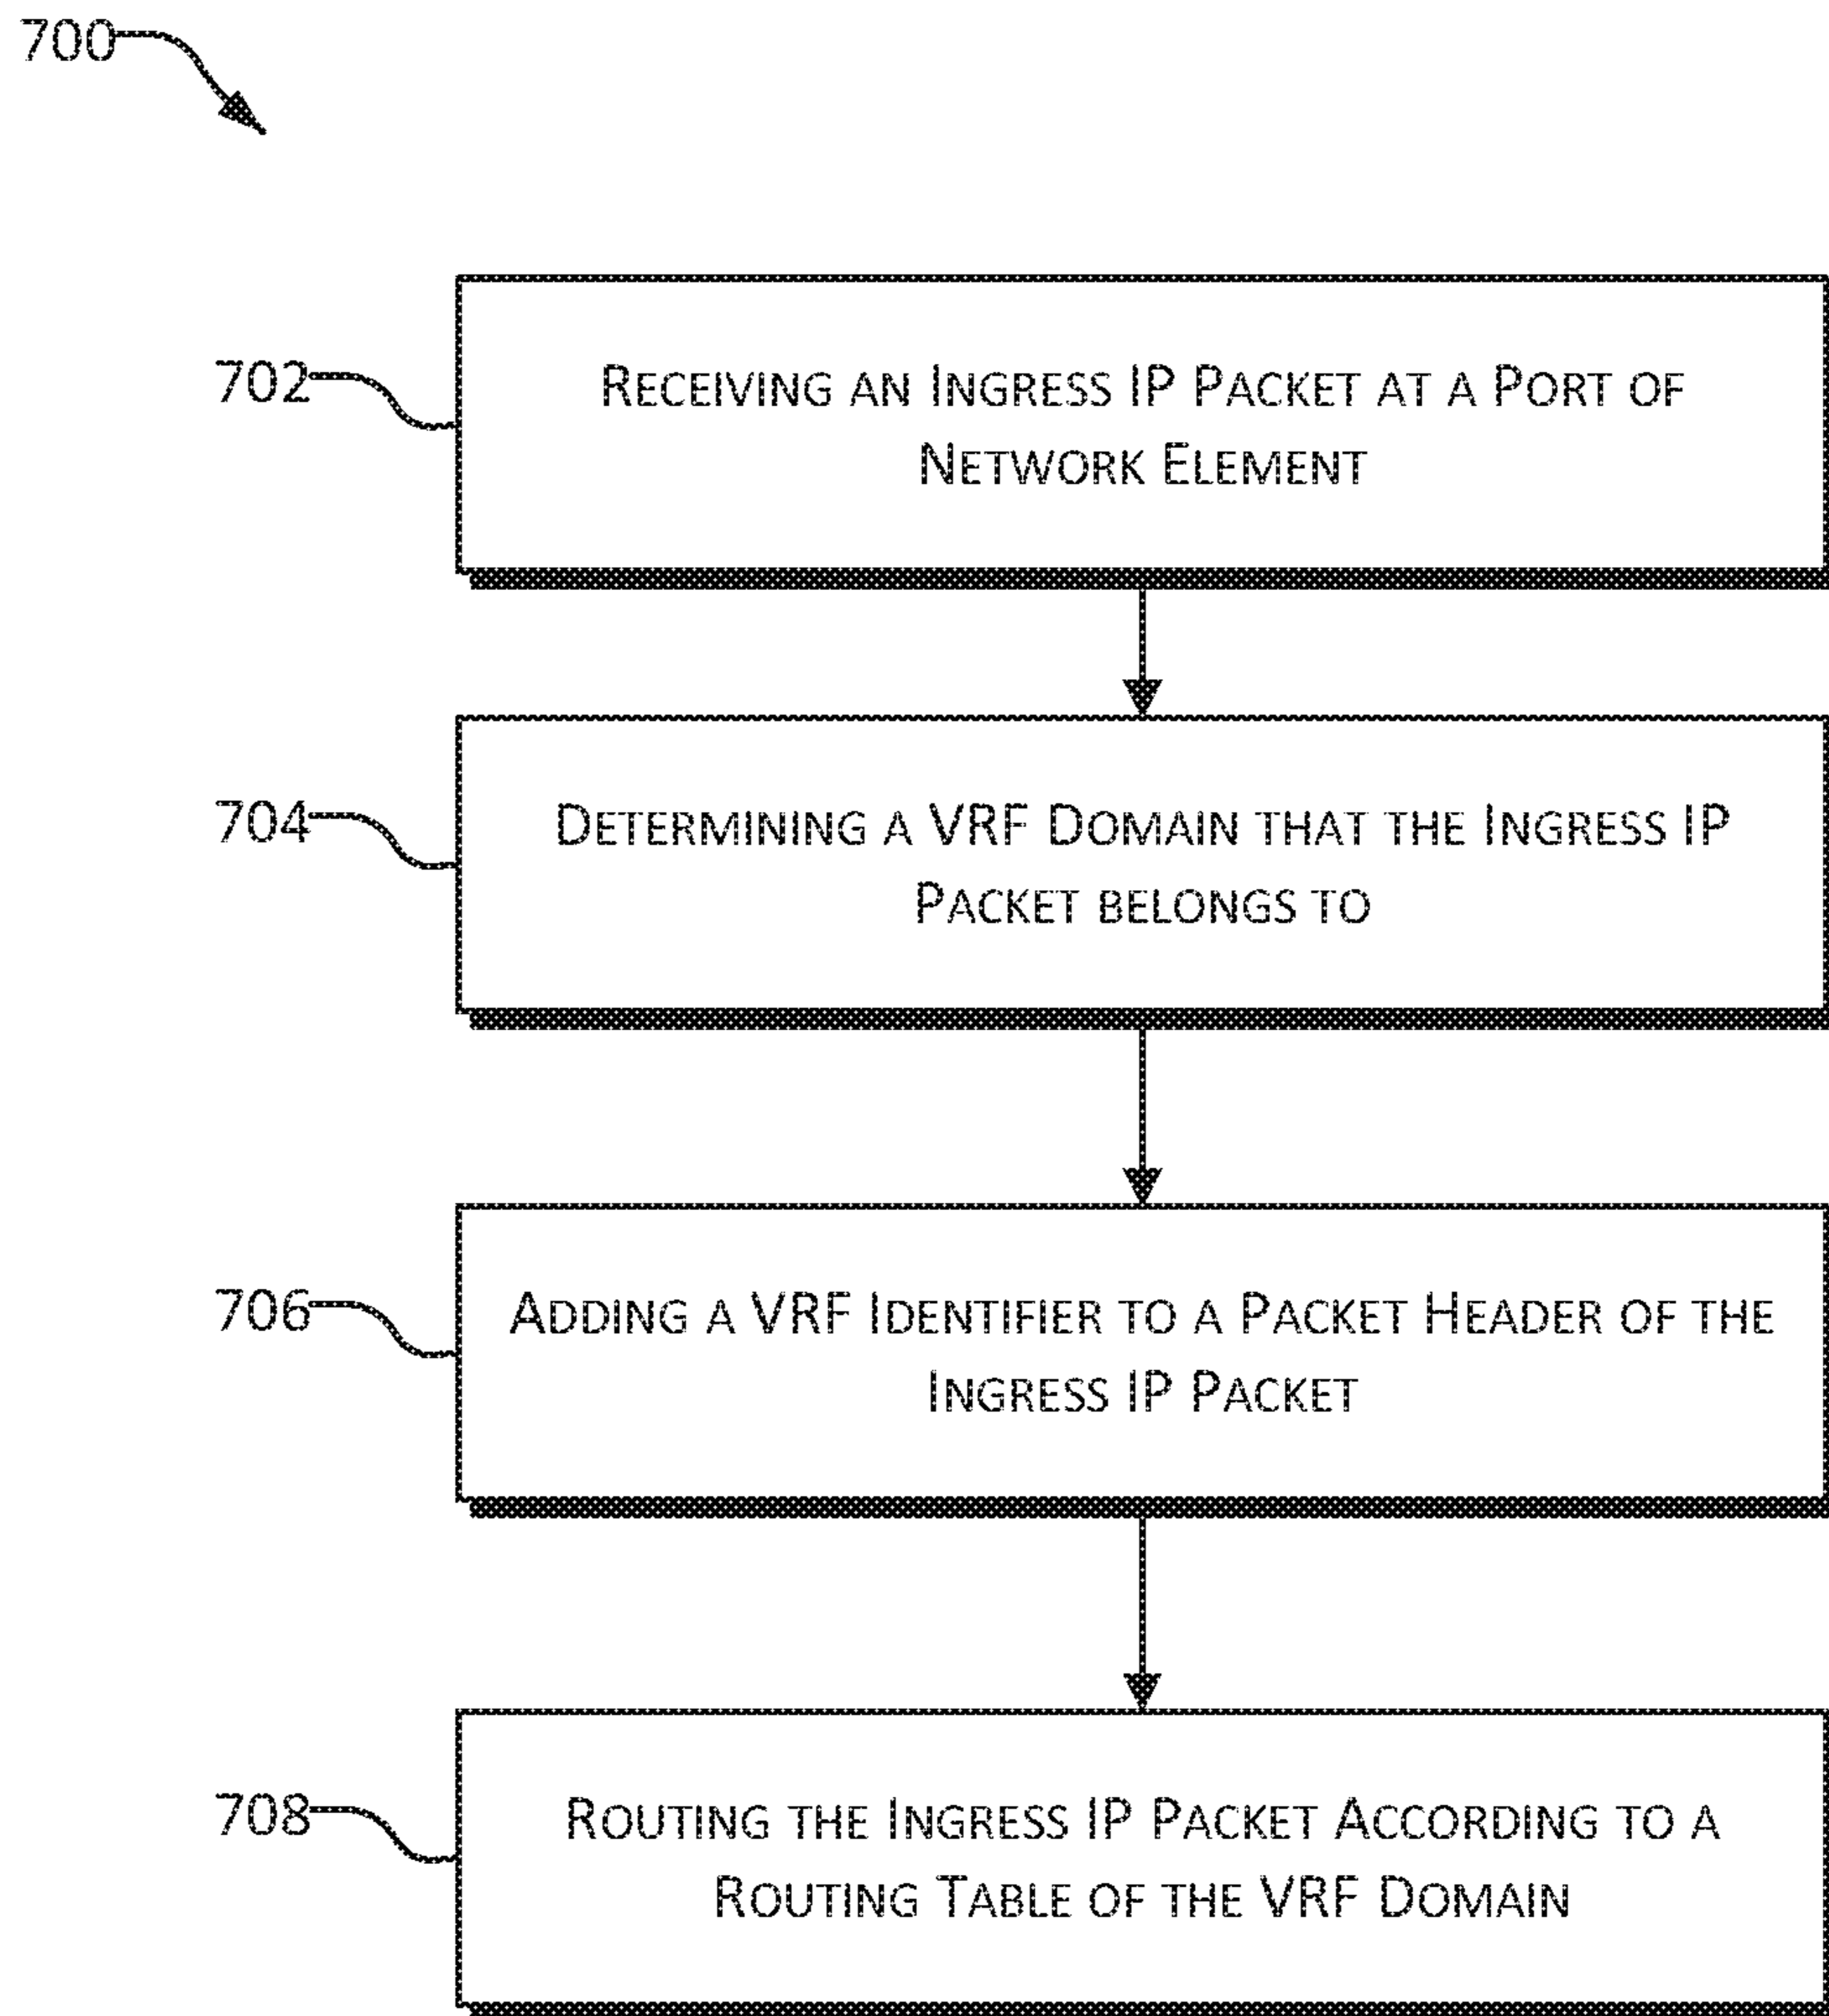 700
702
RECEIVING AN INGRESS IP PACKET AT A PORT OF
NETWORK ELEMENT
704
DETERMINING A VRF DOMAIN THAT THE INGRESS IP
PACKET BELONGS TO
706
ADDING A VRF IDENTIFIER TO A PACKET HEADER OF THE
INGRESS IP PACKET
708
ROUTING THE INGRESS IP PACKET ACCORDING TO A
ROUTING TABLE OF THE VRF DOMAIN